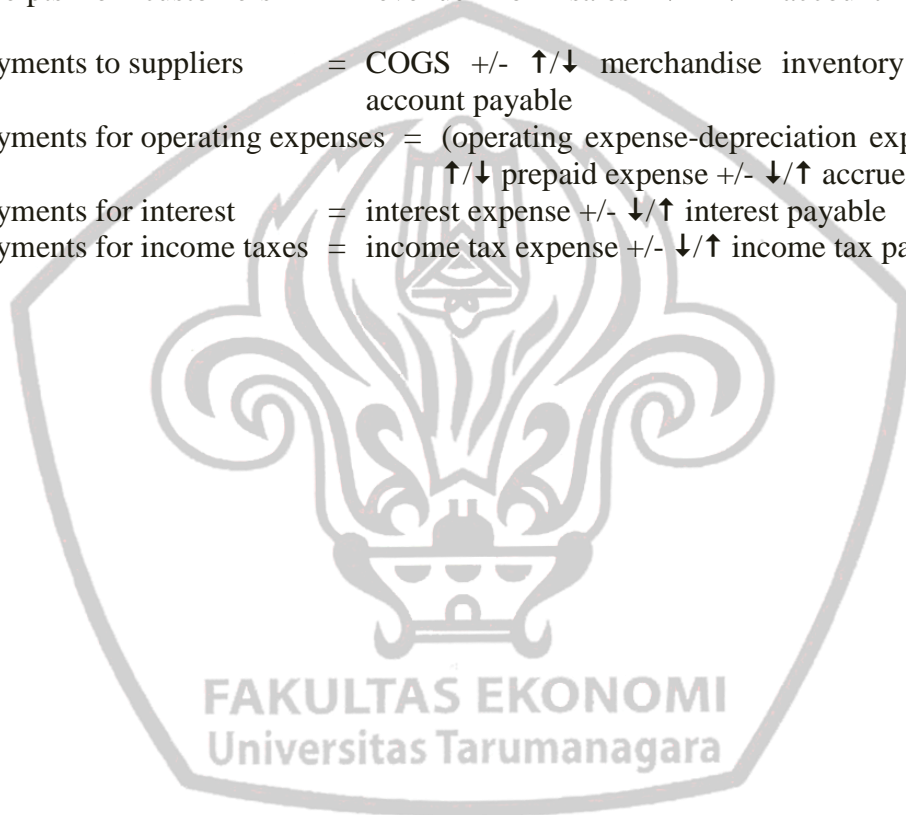 yments to suppliers = COGS +/- ↑/↓ merchandise inventory
account payable
yments for operating expenses = (operating expense-depreciation exp
↑/↓ prepaid expense +/- ↓/↑ accrue
yments for interest = interest expense +/- ↓/↑ interest payable
yments for income taxes = income tax expense +/- ↓/↑ income tax pa
FAKULTAS EKONOMI
Universitas Tarumanagara